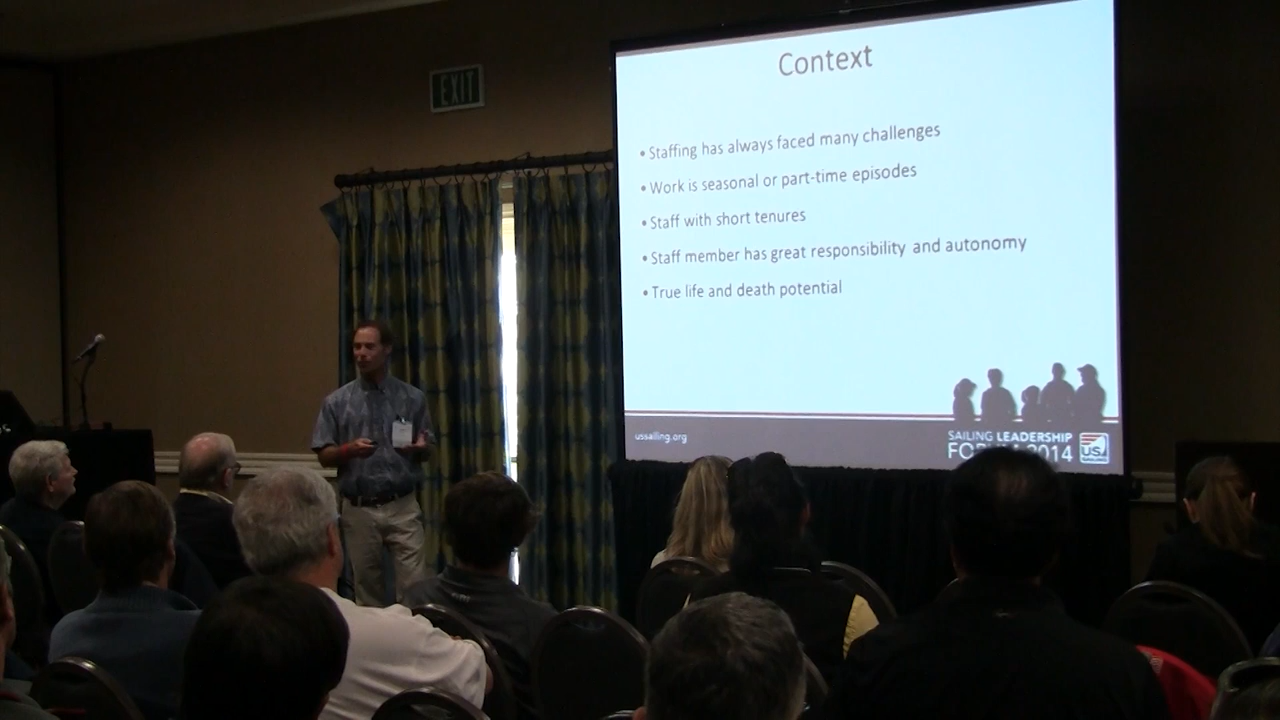 EXIT
Context
• Staffing has always faced many challenges
• Work is seasonal or part-time episodes
• Staff with short tenures
• Staff member has great responsibility and autonomy
• True life and death potential
ussailing.org
SAILING LEADERSHIP
2014
US
SAILING